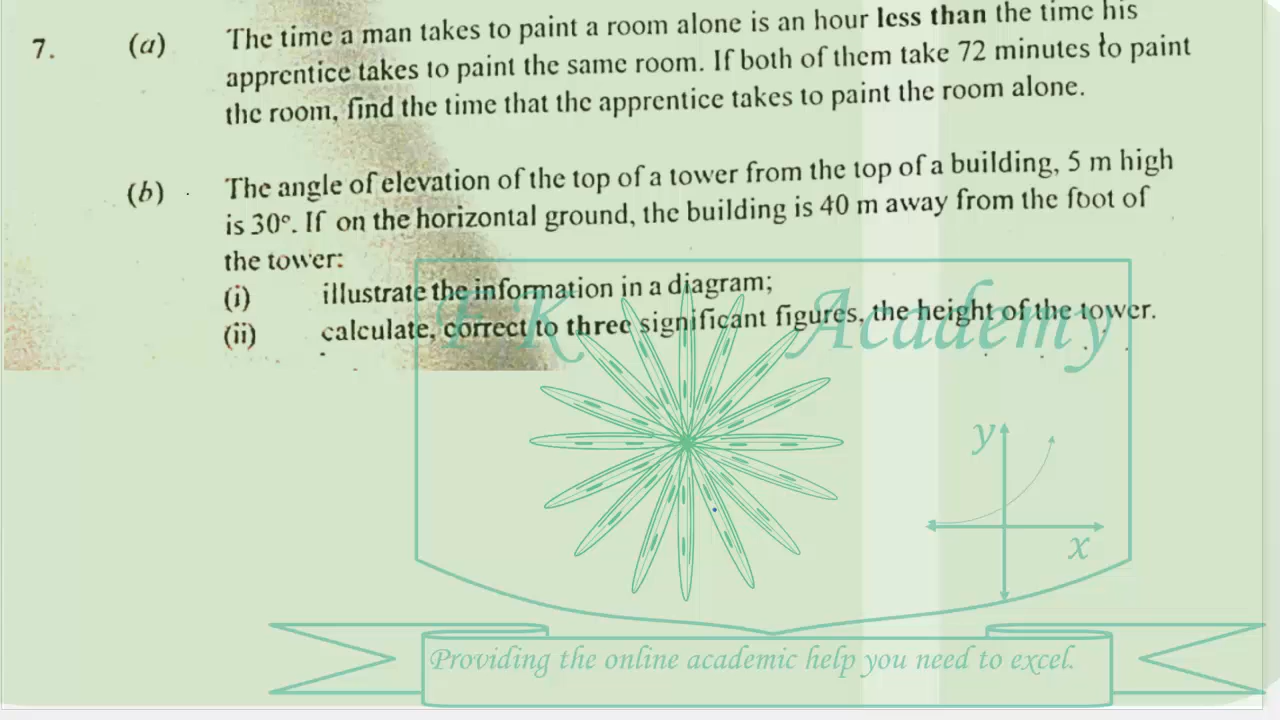 7. (a) The time a man takes to paint a room alone is an hour less than the time his
apprentice takes to paint the same room. If both of them take 72 minutes to paint
the room, find the time that the apprentice takes to paint the room alone.
(b) The angle of elevation of the top of a tower from the top of a building, 5 m high
is 30°. If on the horizontal ground, the building is 40 m away from the foot of
the tower:
(i) illustrate the information in a diagram;
(ii) calculate, correct to three significant figures, the height of the tower.
EK Academy
y
x
Providing the online academic help you need to excel.